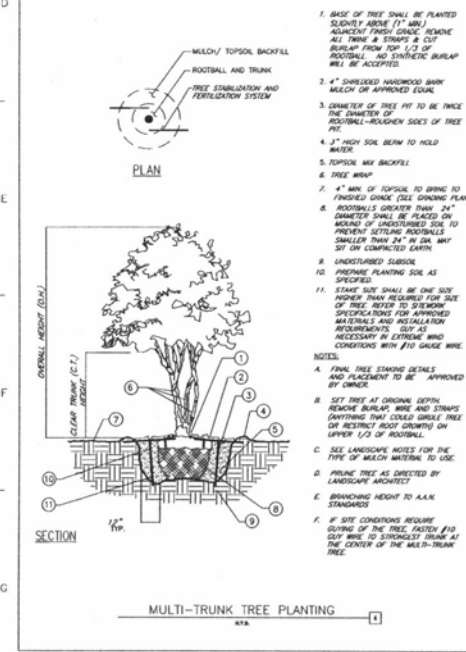 D
E
F
G
MULCH/ TOPSOIL BACKFILL
ROOTBALL AND TRUNK
TREE STABILIZATION AND
FERTILIZATION SYSTEM
PLAN
OVERALL HEIGHT (O.H.)
CLEAR TRUNK (C.T.)
HEIGHT
1
2
3
4
5
6
7
8
9
10
11
12"
TYP.
SECTION
1. BASE OF TREE SHALL BE PLANTED
SLIGHTLY ABOVE (1" MIN.)
ADJACENT FINISH GRADE. REMOVE
ALL TWINE & STRAPS & CUT
BURLAP FROM TOP 1/3 OF
ROOTBALL. NO SYNTHETIC BURLAP
WILL BE ACCEPTED.
2. 4" SHREDDED HARDWOOD BARK
MULCH OR APPROVED EQUAL
3. DIAMETER OF TREE PIT TO BE TWICE
THE DIAMETER OF
ROOTBALL-ROUGHEN SIDES OF TREE
PIT.
4. 3" HIGH SOIL BERM TO HOLD
WATER.
5. TOPSOIL MIX BACKFILL
6. TREE WRAP
7. 4" MIN. OF TOPSOIL TO BRING TO
FINISHED GRADE (SEE GRADING PLAN
8. ROOTBALLS GREATER THAN 24"
DIAMETER SHALL BE PLACED ON
MOUND OF UNDISTURBED SOIL TO
PREVENT SETTLING ROOTBALLS
SMALLER THAN 24" IN DIA. MAY
SIT ON COMPACTED EARTH.
9. UNDISTURBED SUBSOIL
10. PREPARE PLANTING SOIL AS
SPECIFIED.
11. STAKE SIZE SHALL BE ONE SIZE
HIGHER THAN REQUIRED FOR SIZE
OF TREE. REFER TO SITEWORK
SPECIFICATIONS FOR APPROVED
MATERIALS AND INSTALLATION
REQUIREMENTS. GUY AS
NECESSARY IN EXTREME WIND
CONDITIONS WITH #10 GAUGE WIRE.
NOTES:
A. FINAL TREE STAKING DETAILS
AND PLACEMENT TO BE APPROVED
BY OWNER.
B. SET TREE AT ORIGINAL DEPTH.
REMOVE BURLAP, WIRE AND STRAPS
(ANYTHING THAT COULD GIRDLE TREE
OR RESTRICT ROOT GROWTH) ON
UPPER 1/3 OF ROOTBALL.
C. SEE LANDSCAPE NOTES FOR THE
TYPE OF MULCH MATERIAL TO USE.
D. PRUNE TREE AS DIRECTED BY
LANDSCAPE ARCHITECT
E. BRANCHING HEIGHT TO A.A.N.
STANDARDS
F. IF SITE CONDITIONS REQUIRE
GUYING OF THE TREE, FASTEN #10
GUY WIRE TO STRONGEST TRUNK AT
THE CENTER OF THE MULTI-TRUNK
TREE.
MULTI-TRUNK TREE PLANTING
N.T.S.
4